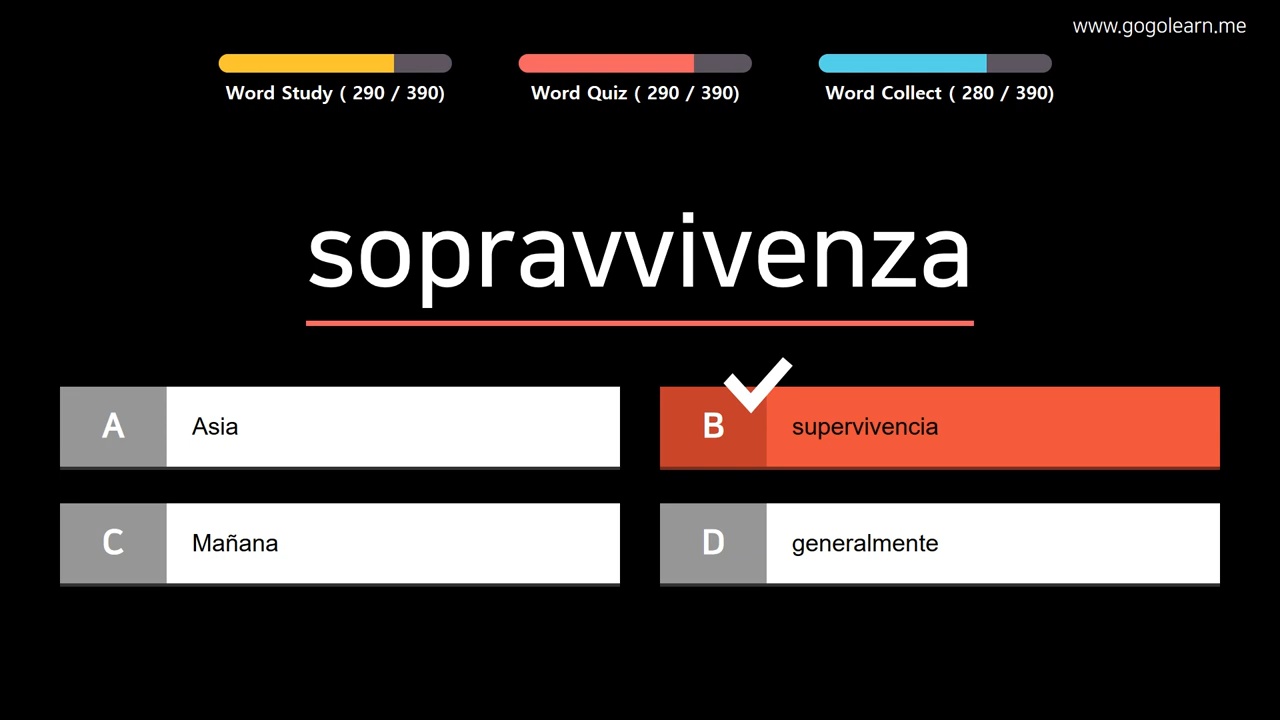 www.gogolearn.me
Word Study ( 290 / 390)
Word Quiz ( 290 / 390)
Word Collect ( 280 / 390)
sopravvivenza
A Asia
B supervivencia
C Mañana
D generalmente